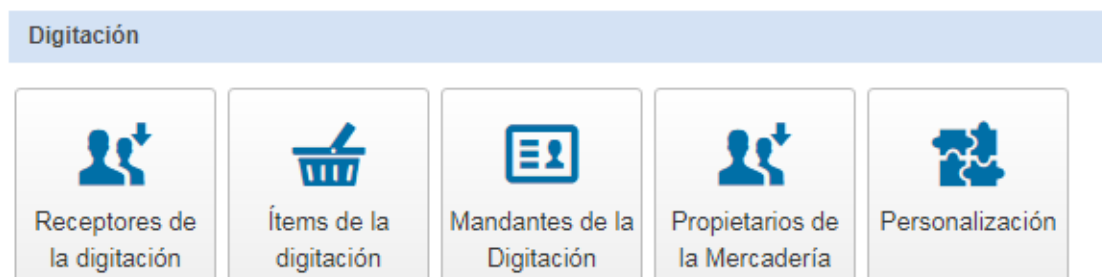 Digitación
Receptores de
la digitación
Ítems de la
digitación
Mandantes de la
Digitación
Propietarios de
la Mercadería
Personalización